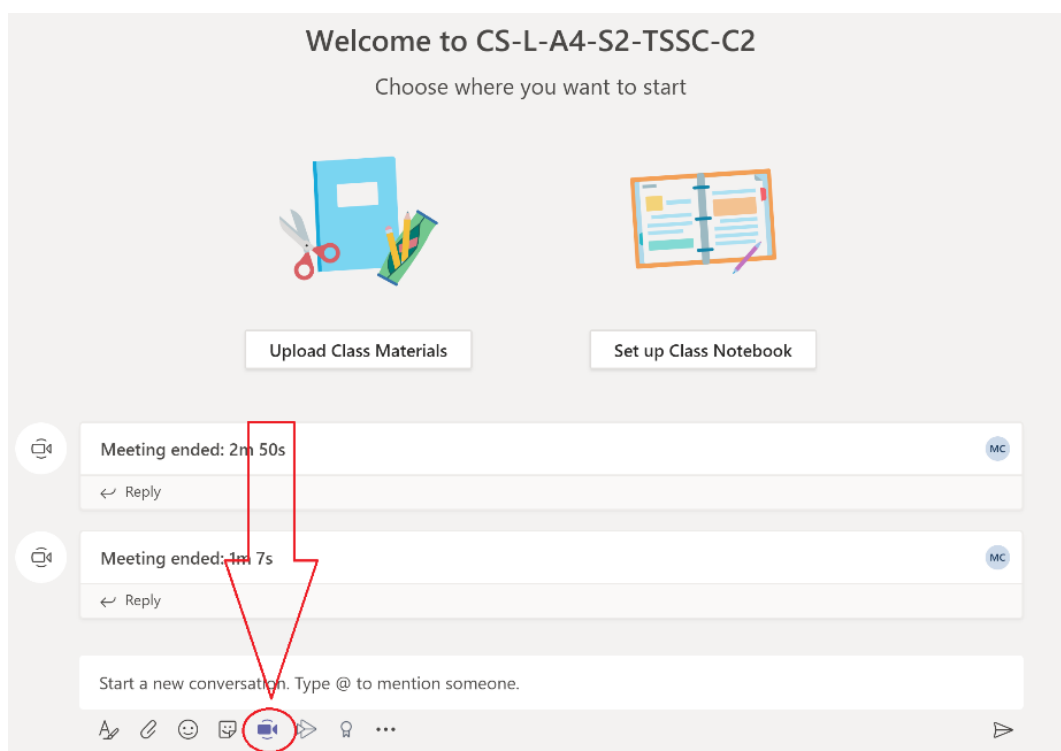 Welcome to CS-L-A4-S2-TSSC-C2
Choose where you want to start
Upload Class Materials
Set up Class Notebook
Meeting ended: 2m 50s
MC
Reply
Meeting ended: 1m 7s
MC
Reply
Start a new conversation. Type @ to mention someone.